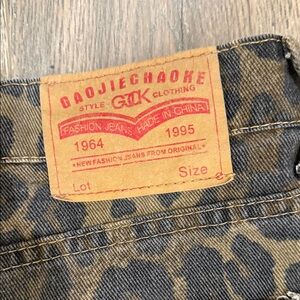 GAOJIECHAOKE
STYLE GJCK CLOTHING
FASHION JEANS MADE IN CHINA
1964 1995
*NEW FASHION JEANS FROM ORIGINAL*
Lot Size